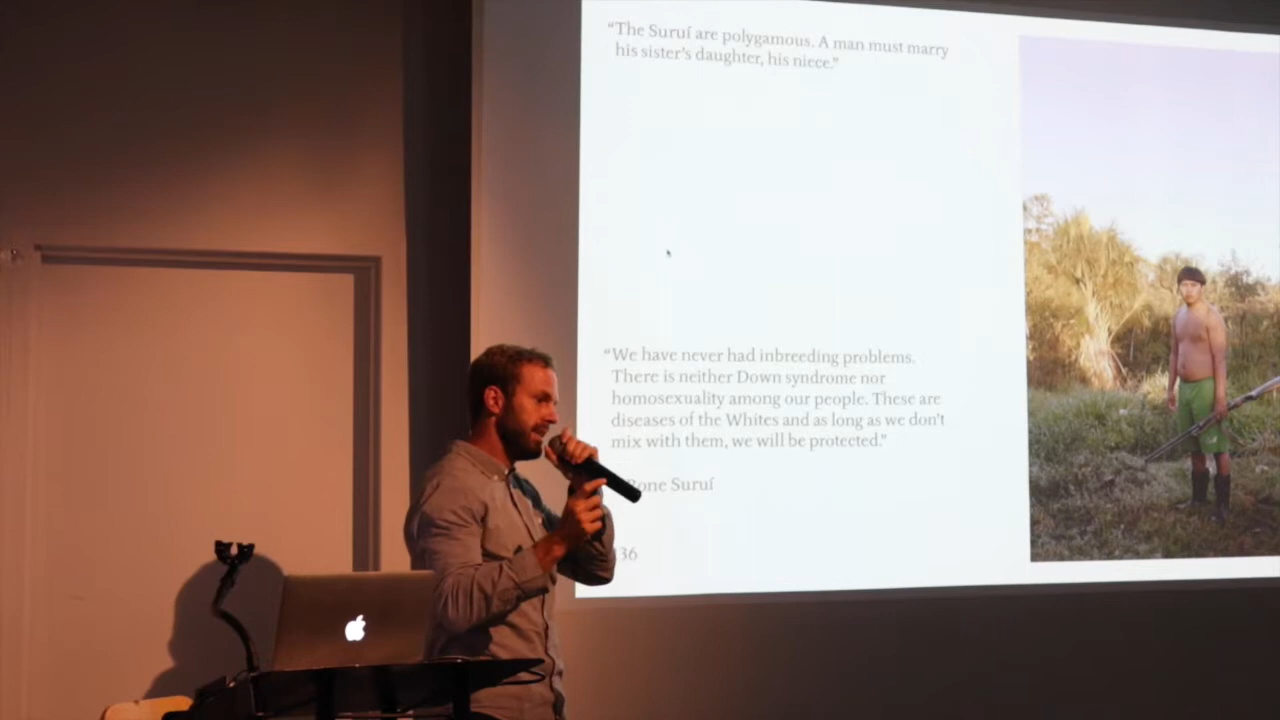 “The Suruí are polygamous. A man must marry
his sister’s daughter, his niece.”
“We have never had inbreeding problems.
There is neither Down syndrome nor
homosexuality among our people. These are
diseases of the Whites and as long as we don’t
mix with them, we will be protected.”
Bone Suruí
136